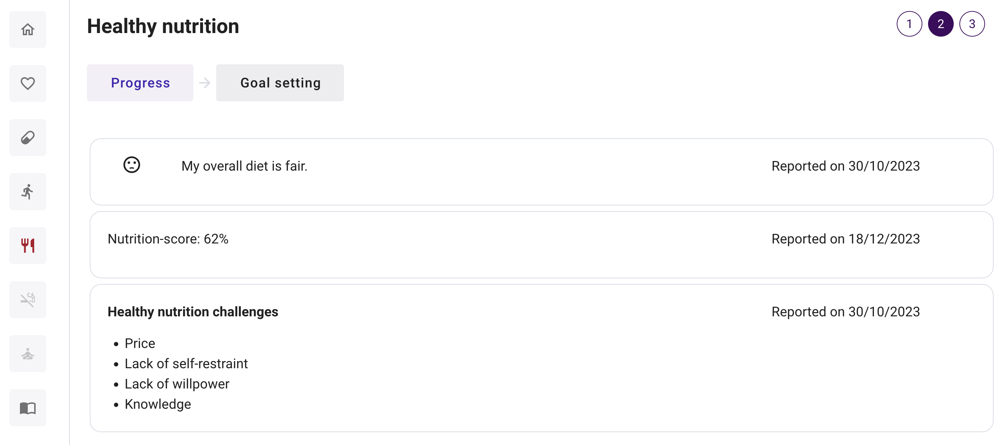 Healthy nutrition
1 2 3
Progress Goal setting
My overall diet is fair. Reported on 30/10/2023
Nutrition-score: 62% Reported on 18/12/2023
Healthy nutrition challenges Reported on 30/10/2023
Price
Lack of self-restraint
Lack of willpower
Knowledge